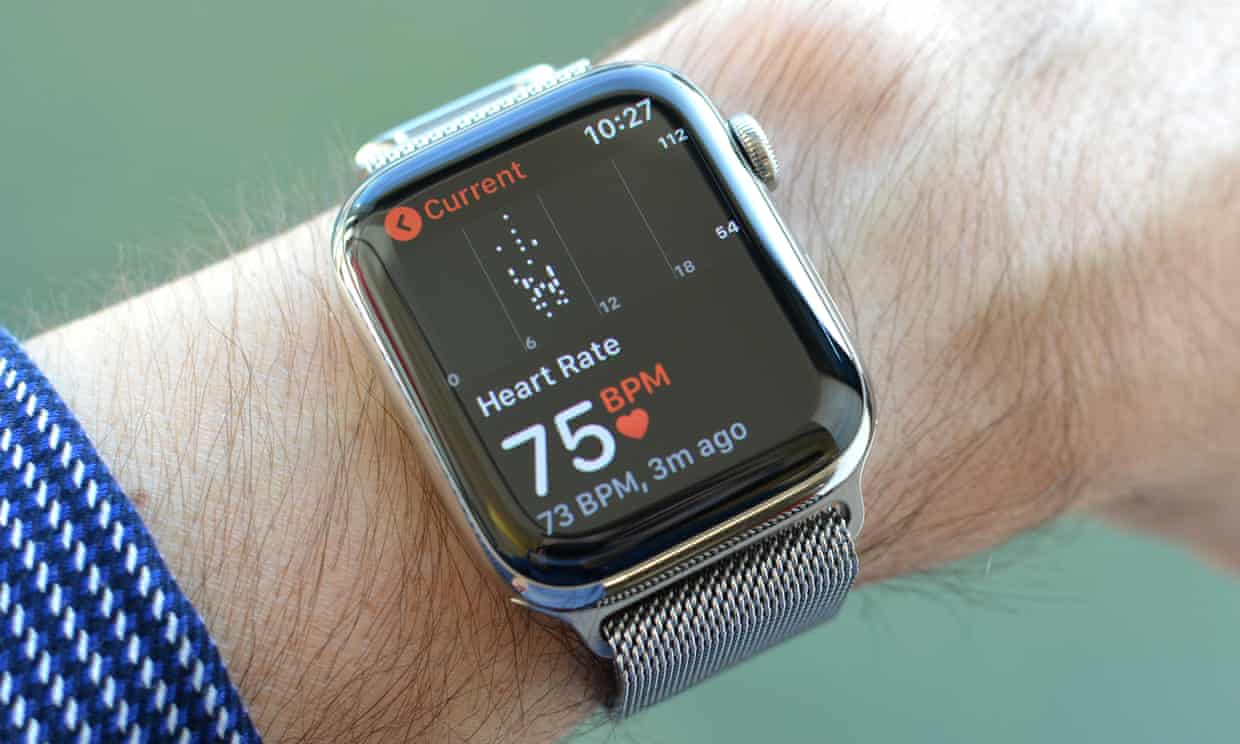 10:27
Current
112
54
0 6 12 18
Heart Rate
75 BPM
73 BPM, 3m ago